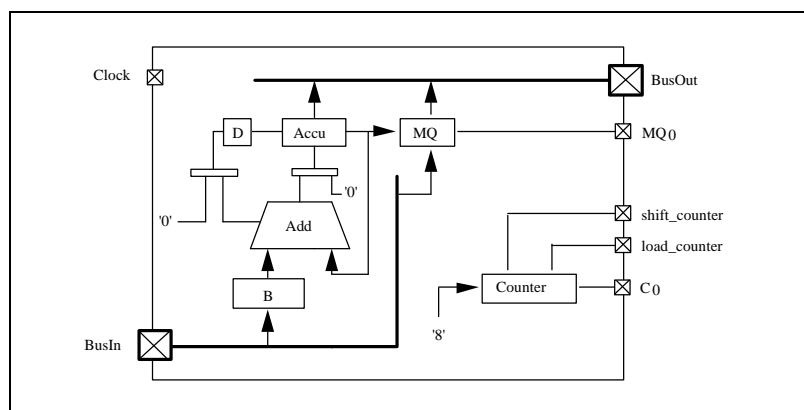 Clock
BusOut
D
Accu
MQ
MQ0
'0'
'0'
Add
shift_counter
load_counter
B
Counter
C0
'8'
BusIn